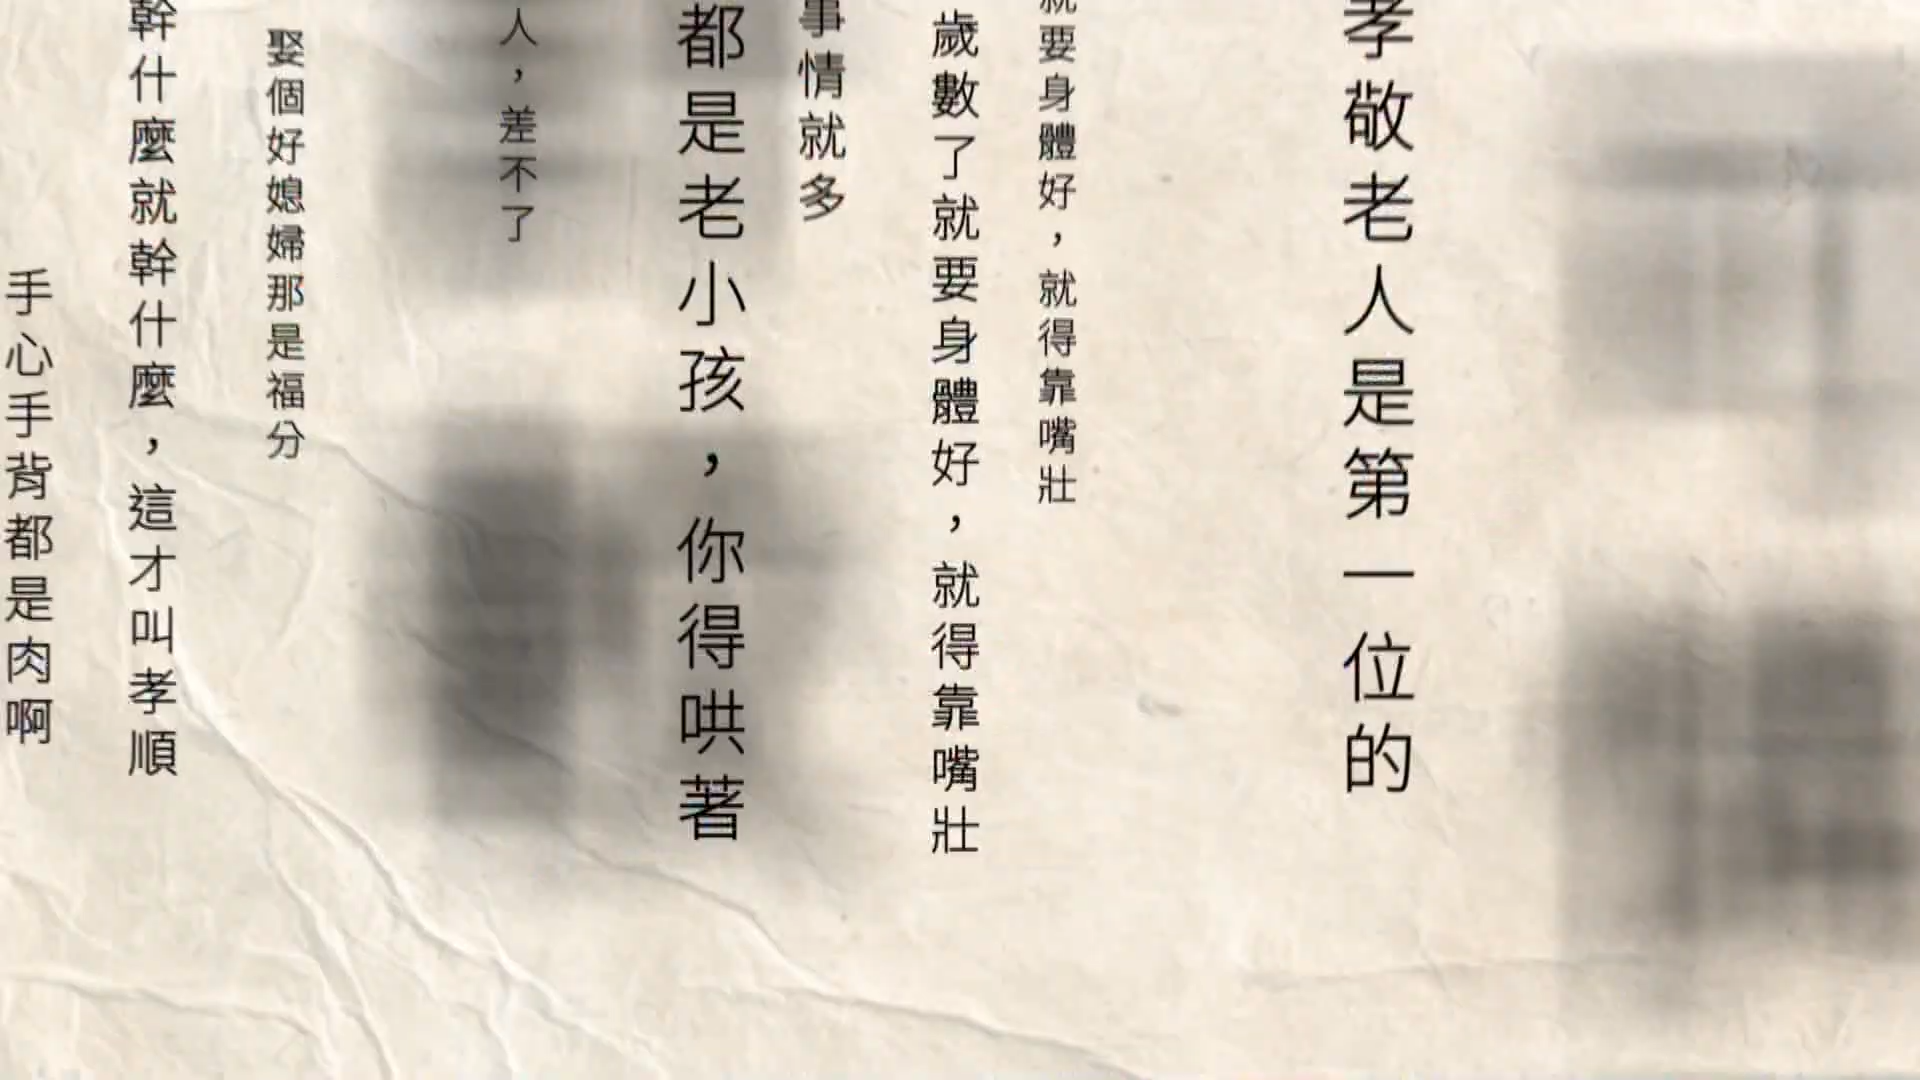 孝敬老人是第一位的
就要身體好，就得靠嘴壯
歲數了就要身體好，就得靠嘴壯
事情就多
都是老小孩，你得哄著
人，差不了
娶個好媳婦那是福分
幹什麼就幹什麼，這才叫孝順
手心手背都是肉啊